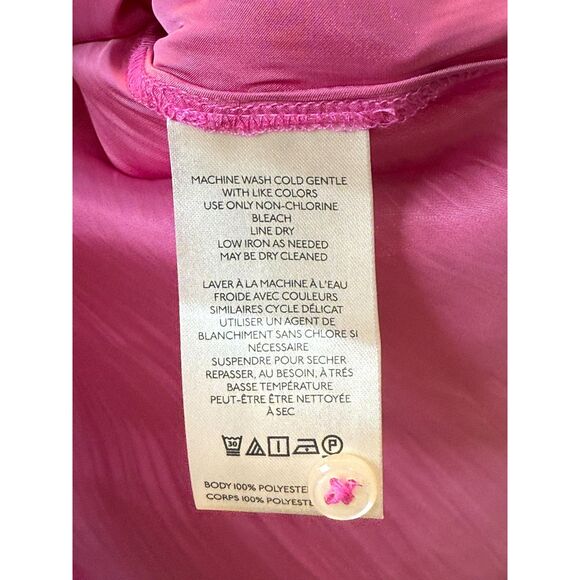 MACHINE WASH COLD GENTLE
WITH LIKE COLORS
USE ONLY NON-CHLORINE
BLEACH
LINE DRY
LOW IRON AS NEEDED
MAY BE DRY CLEANED
LAVER À LA MACHINE À L'EAU
FROIDE AVEC COULEURS
SIMILAIRES CYCLE DÉLICAT
UTILISER UN AGENT DE
BLANCHIMENT SANS CHLORE SI
NÉCESSAIRE
SUSPENDRE POUR SECHER
REPASSER, AU BESOIN, À TRÉS
BASSE TEMPÉRATURE
PEUT-ÊTRE ÊTRE NETTOYÉE
À SEC
30 P
BODY 100% POLYESTER
CORPS 100% POLYESTE